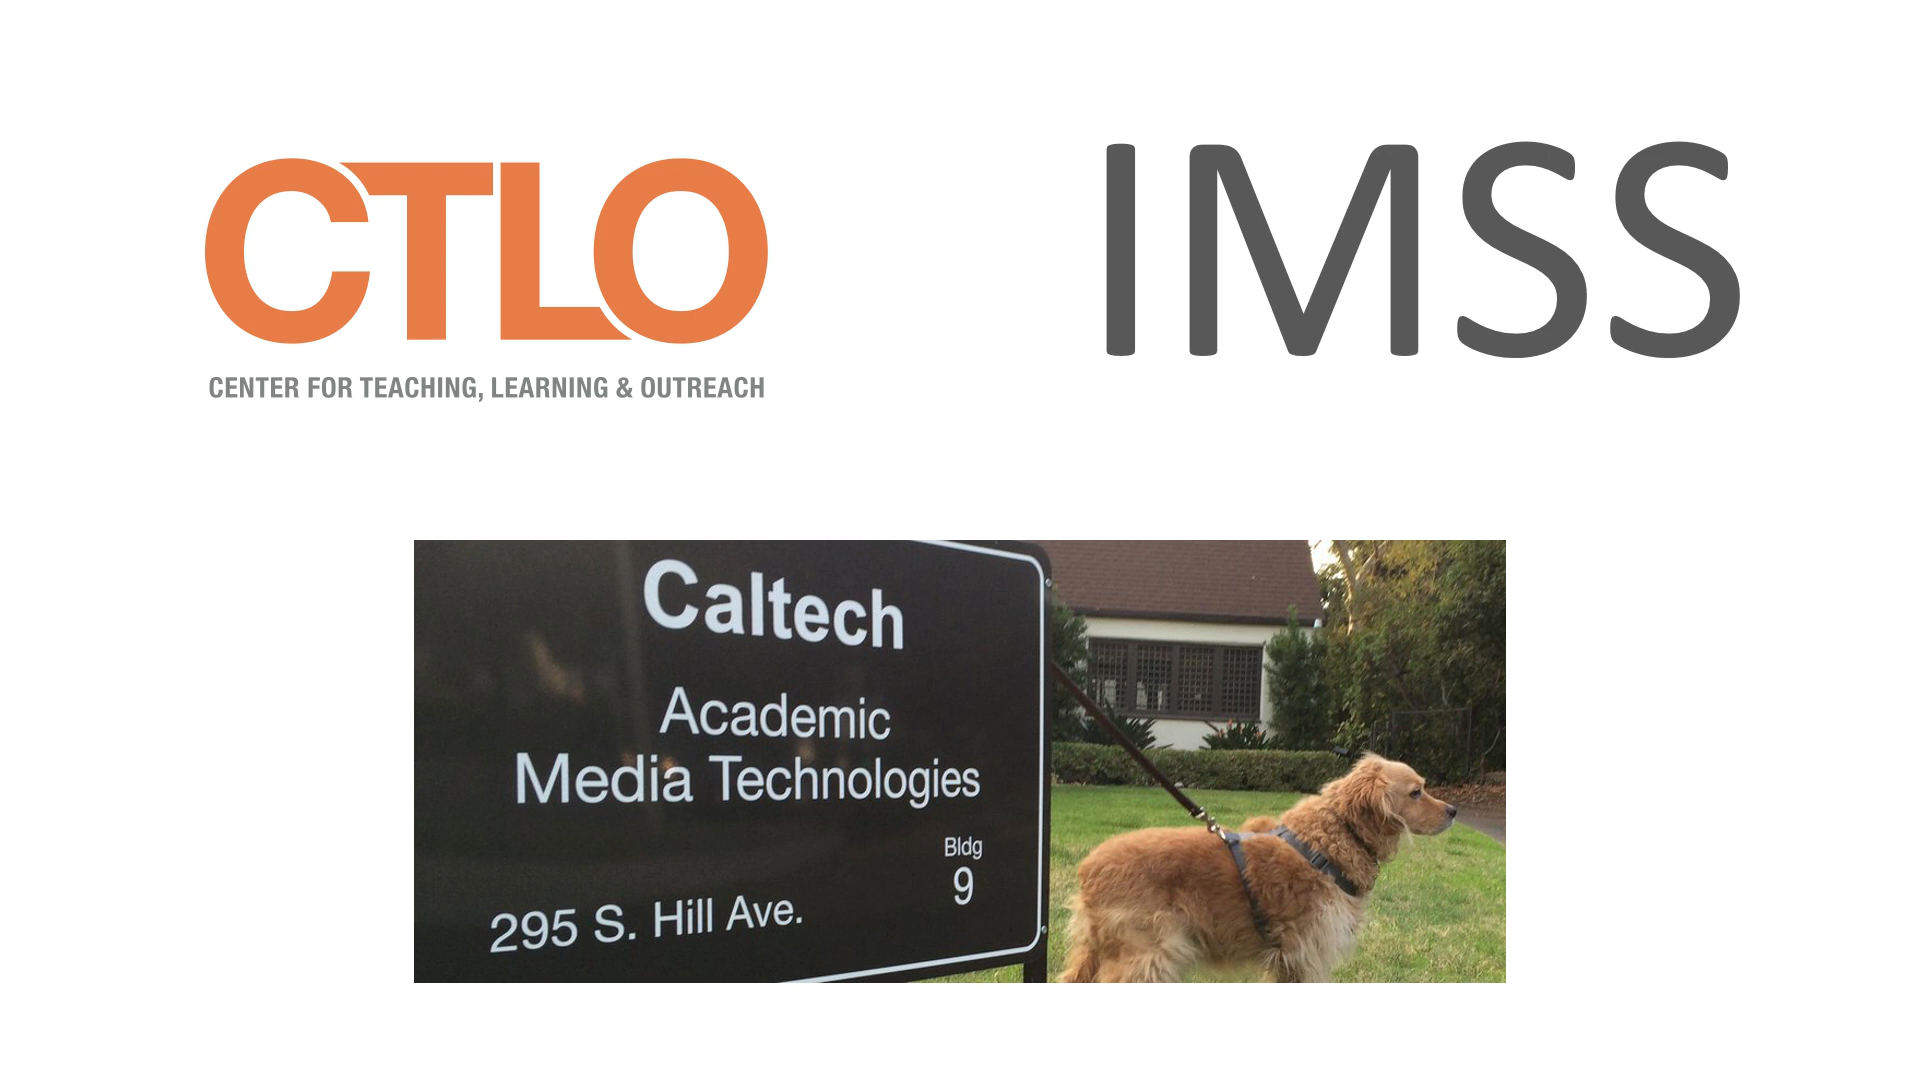 CTLO
CENTER FOR TEACHING, LEARNING & OUTREACH
IMSS
Caltech
Academic
Media Technologies
Bldg
9
295 S. Hill Ave.